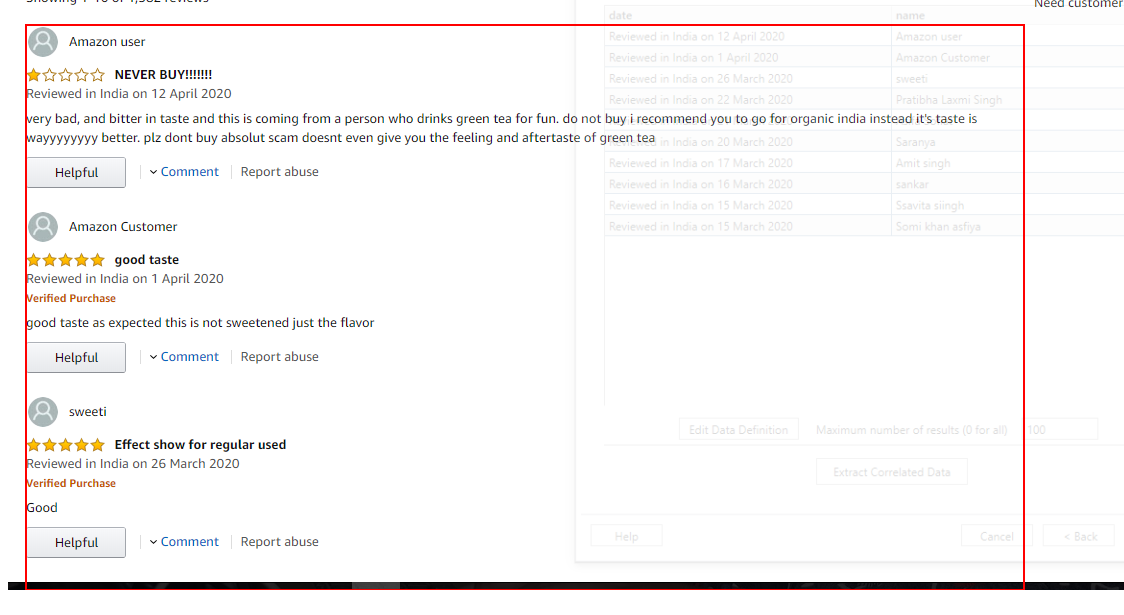 Showing 1-10 of 1,582 reviews
Need customer
Amazon user
NEVER BUY!!!!!!!
Reviewed in India on 12 April 2020
very bad, and bitter in taste and this is coming from a person who drinks green tea for fun. do not buy i recommend you to go for organic india instead it's taste is
wayyyyyyyy better. plz dont buy absolut scam doesnt even give you the feeling and aftertaste of green tea
Helpful
Comment
Report abuse
Amazon Customer
good taste
Reviewed in India on 1 April 2020
Verified Purchase
good taste as expected this is not sweetened just the flavor
Helpful
Comment
Report abuse
sweeti
Effect show for regular used
Reviewed in India on 26 March 2020
Verified Purchase
Good
Helpful
Comment
Report abuse
date name
Reviewed in India on 12 April 2020 Amazon user
Reviewed in India on 1 April 2020 Amazon Customer
Reviewed in India on 26 March 2020 sweeti
Reviewed in India on 22 March 2020 Pratibha Laxmi Singh
Reviewed in India on 20 March 2020 Saranya
Reviewed in India on 17 March 2020 Amit singh
Reviewed in India on 16 March 2020 sankar
Reviewed in India on 15 March 2020 Ssavita siingh
Reviewed in India on 15 March 2020 Somi khan asfiya
Edit Data Definition
Maximum number of results (0 for all) 100
Extract Correlated Data
Help
Cancel
< Back